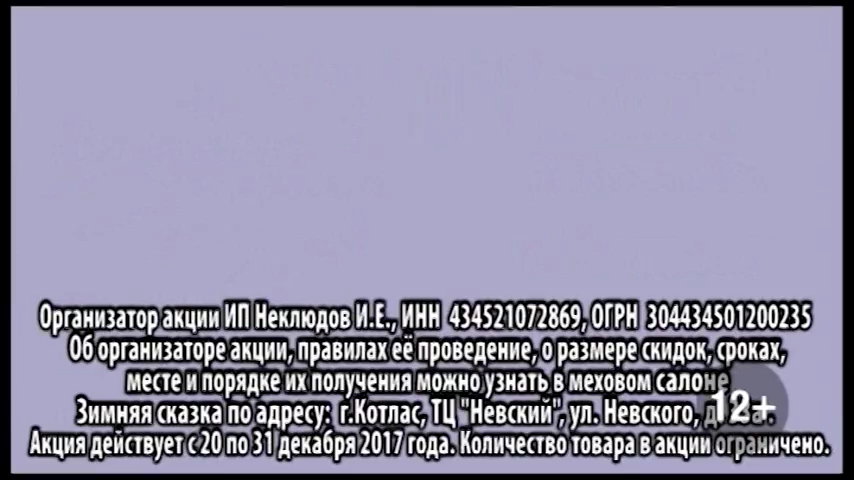 Организатор акции ИП Неклюдов И.Е., ИНН 434521072869, ОГРН 304434501200235
Об организаторе акции, правилах её проведение, о размере скидок, сроках,
месте и порядке их получения можно узнать в меховом салоне
Зимняя сказка по адресу: г.Котлас, ТЦ "Невский", ул. Невского,
12+
Акция действует с 20 по 31 декабря 2017 года. Количество товара в акции ограничено.